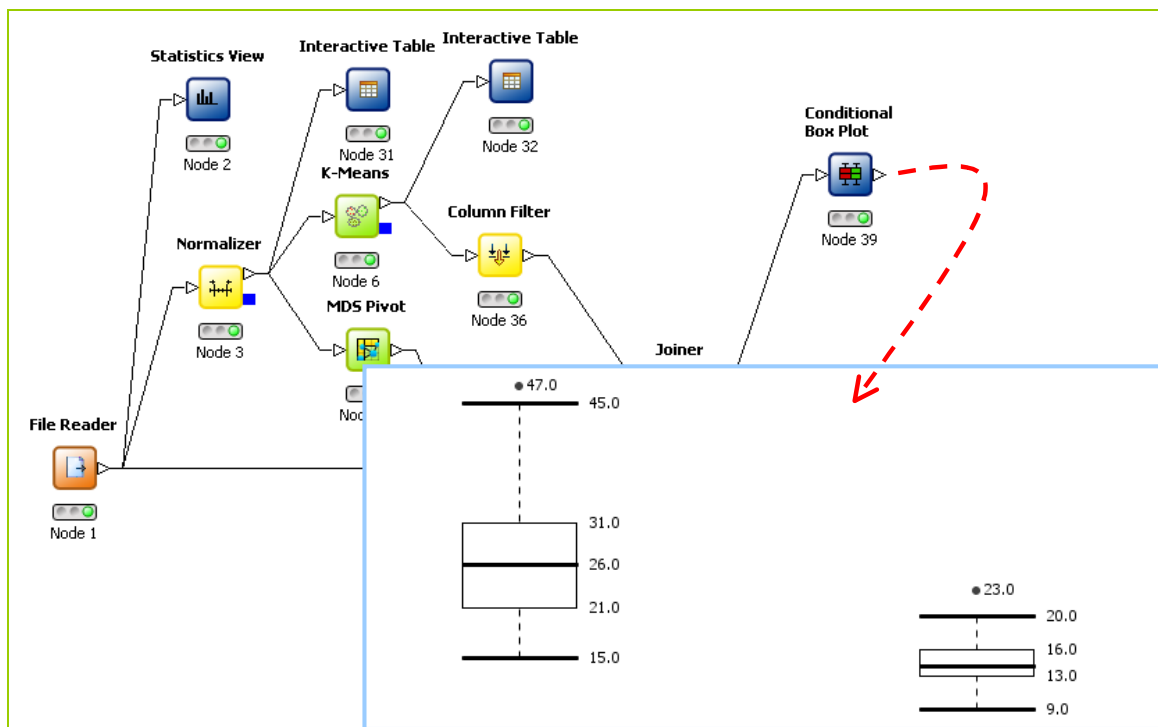 Interactive Table
Interactive Table
Statistics View
Conditional
Box Plot
Node 32
Node 31
Node 2
K-Means
Column Filter
Node 39
Normalizer
Node 6
Node 36
MDS Pivot
Node 3
Joiner
File Reader
Node 1
47.0
45.0
31.0
26.0
21.0
15.0
23.0
20.0
16.0
13.0
9.0